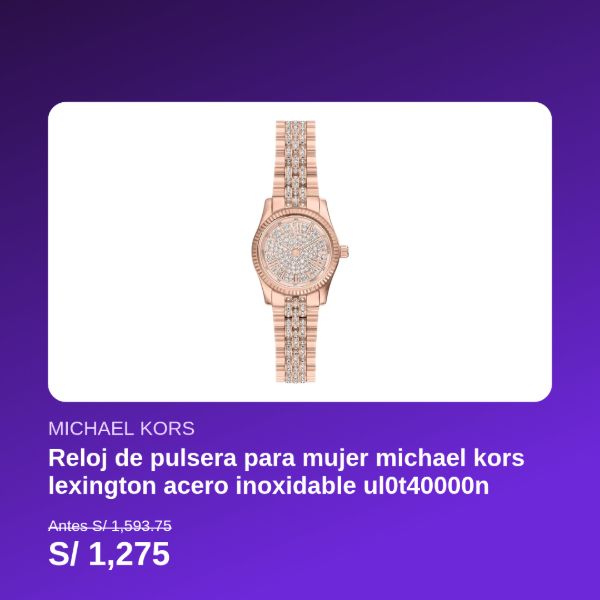 MICHAEL KORS
Reloj de pulsera para mujer michael kors
lexington acero inoxidable ul0t40000n
Antes S/ 1,593.75
S/ 1,275